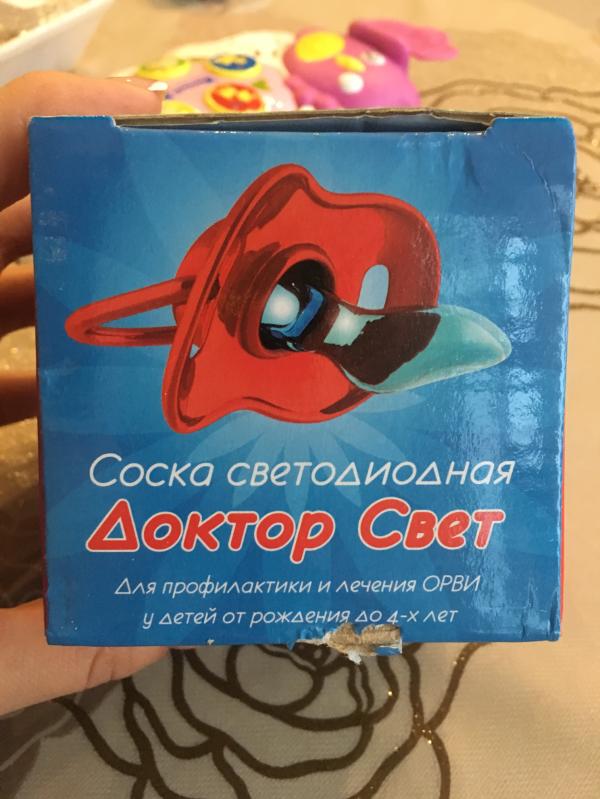 Соска светодиодная
Доктор Свет
Для профилактики и лечения ОРВИ
у детей от рождения до 4-х лет